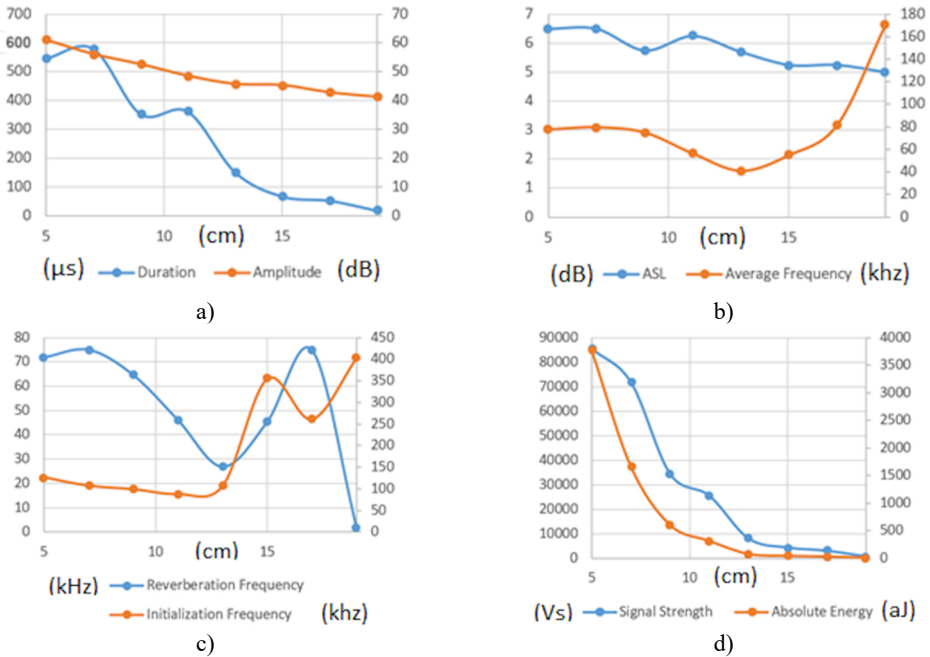 700 70
600 60
500 50
400 40
300 30
200 20
100 10
0 0
5 10 15
(cm)
(µs) Duration Amplitude (dB)
a)
7 180
6 160
5 140
4 120
3 100
2 80
1 60
0 40
20
0
5 10 15
(cm)
(dB) ASL Average Frequency (khz)
b)
80 450
70 400
60 350
50 300
40 250
30 200
20 150
10 100
0 50
0
5 10 15
(cm)
(kHz) Reverberation Frequency
Initialization Frequency (khz)
c)
90000 4000
80000 3500
70000 3000
60000 2500
50000 2000
40000 1500
30000 1000
20000 500
10000 0
0
5 10 15
(cm)
(Vs) Signal Strength Absolute Energy (aJ)
d)